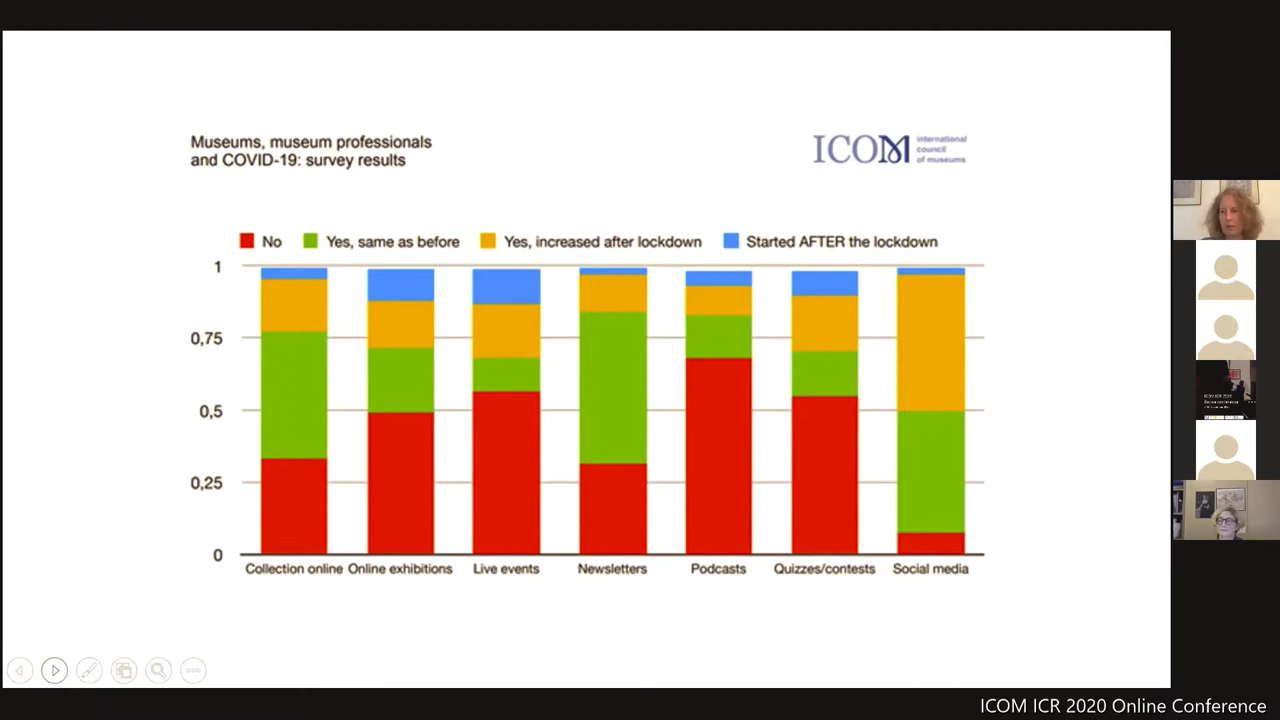 Museums, museum professionals
and COVID-19: survey results
ICOM
international
council
of museums
No
Yes, same as before
Yes, increased after lockdown
Started AFTER the lockdown
1
0,75
0,5
0,25
0
Collection online
Online exhibitions
Live events
Newsletters
Podcasts
Quizzes/contests
Social media
ICOM ICR 2020 Online Conference